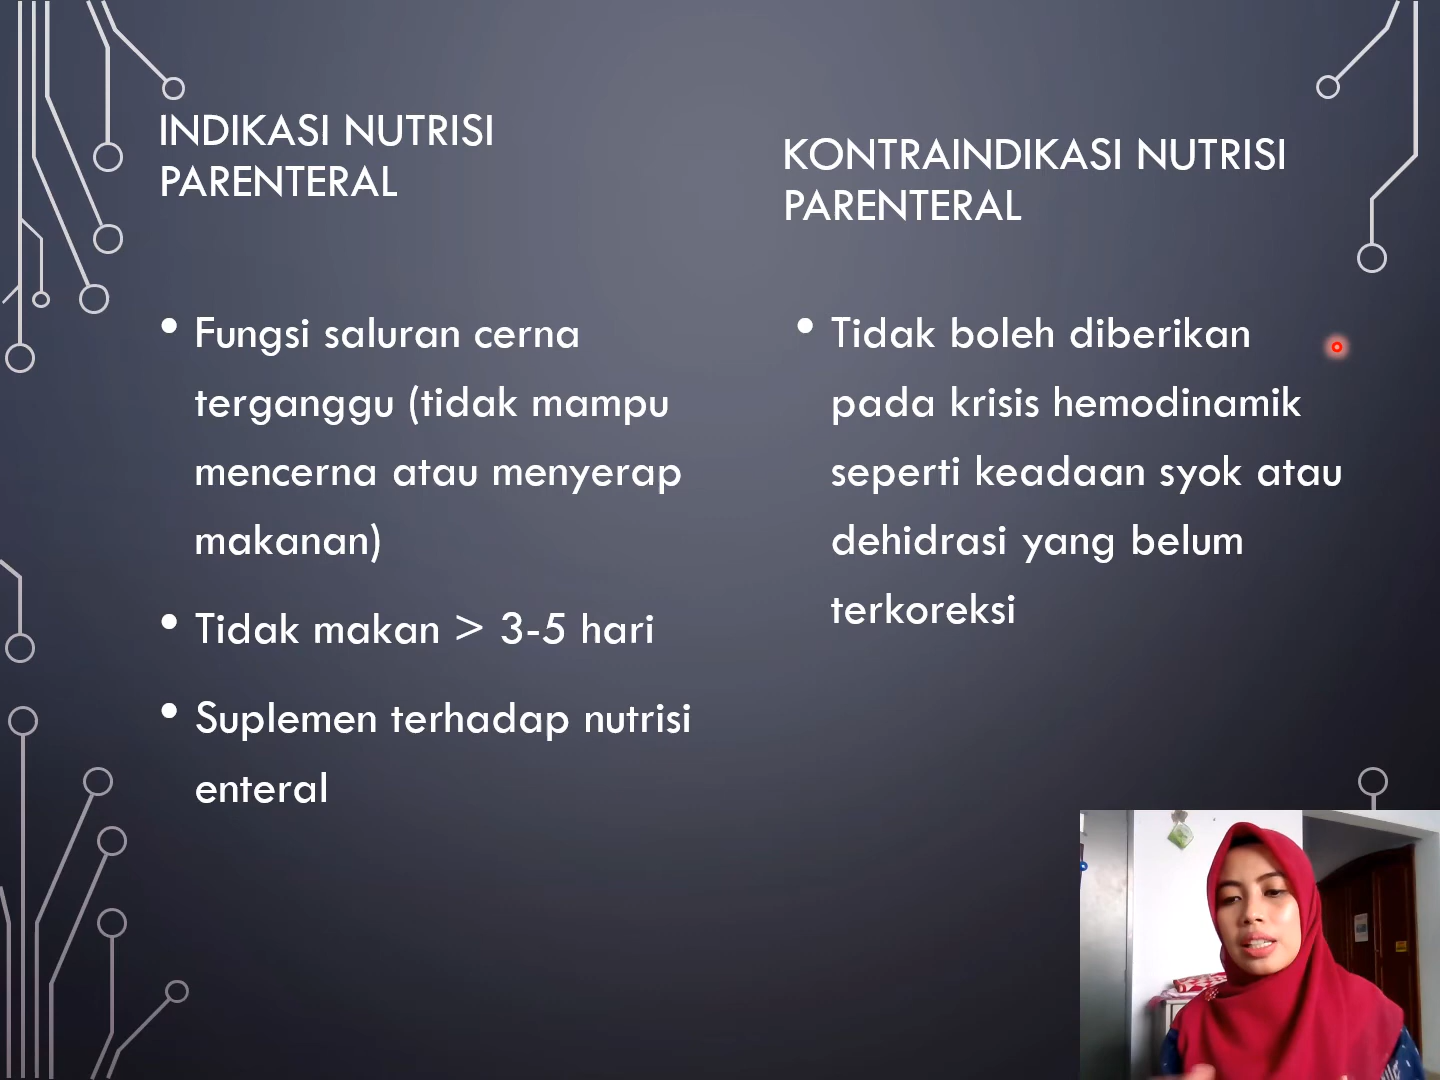 INDIKASI NUTRISI
PARENTERAL
• Fungsi saluran cerna
terganggu (tidak mampu
mencerna atau menyerap
makanan)
• Tidak makan > 3-5 hari
• Suplemen terhadap nutrisi
enteral
KONTRAINDIKASI NUTRISI
PARENTERAL
• Tidak boleh diberikan
pada krisis hemodinamik
seperti keadaan syok atau
dehidrasi yang belum
terkoreksi